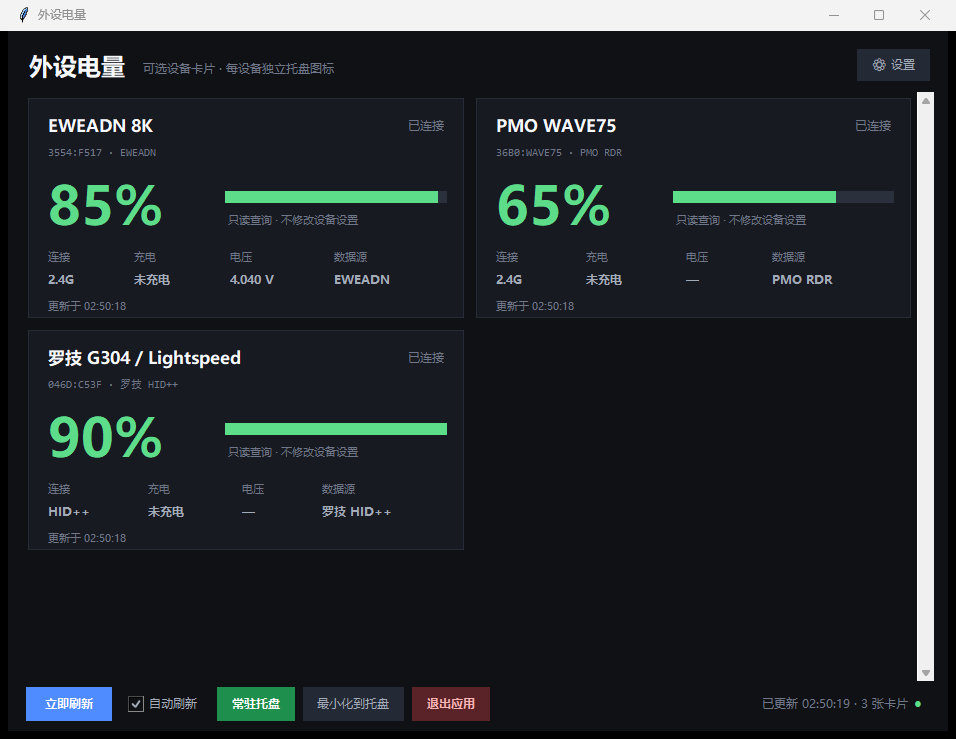 外设电量
外设电量 可选设备卡片 · 每设备独立托盘图标 设置
EWEADN 8K 已连接
3554:F517 · EWEADN
85%
只读查询 · 不修改设备设置
连接 充电 电压 数据源
2.4G 未充电 4.040 V EWEADN
更新于 02:50:18
PMO WAVE75 已连接
36B0:WAVE75 · PMO RDR
65%
只读查询 · 不修改设备设置
连接 充电 电压 数据源
2.4G 未充电 — PMO RDR
更新于 02:50:18
罗技 G304 / Lightspeed 已连接
046D:C53F · 罗技 HID++
90%
只读查询 · 不修改设备设置
连接 充电 电压 数据源
HID++ 未充电 — 罗技 HID++
更新于 02:50:18
立即刷新 自动刷新 常驻托盘 最小化到托盘 退出应用 已更新 02:50:19 · 3 张卡片